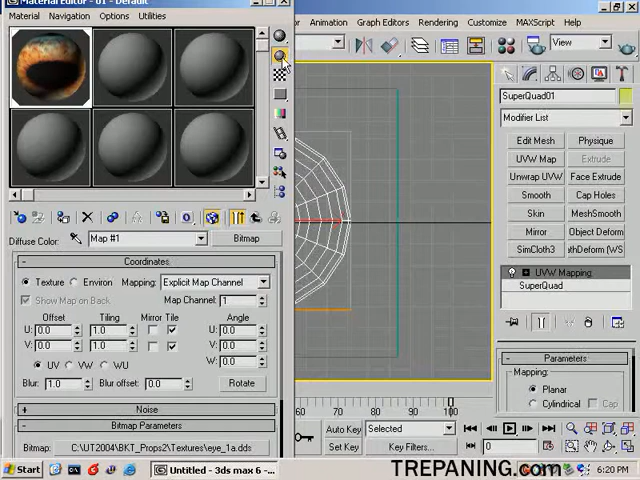 Material Editor - 01 - Default
Material Navigation Options Utilities
Animation Graph Editors Rendering Customize MAXScript Help
View
SuperQuad01
Modifier List
Edit Mesh Physique
UVW Map Extrude
Unwrap UVW Face Extrude
Smooth Cap Holes
Skin MeshSmooth
Mirror Object Deform
SimCloth3 thDeform (WS
UVW Mapping
SuperQuad
Diffuse Color: Map #1 Bitmap
Coordinates
Texture Environ Mapping: Explicit Map Channel
Show Map on Back Map Channel: 1
Offset Tiling Mirror Tile Angle
U: 0.0 1.0 U: 0.0
V: 0.0 1.0 V: 0.0
W: 0.0
UV VW WU
Blur: 1.0 Blur offset: 0.0 Rotate
Noise
Bitmap Parameters
Bitmap: C:\UT2004\BKT_Props2\Textures\eye_1a.dds
Parameters
Mapping:
Planar
Cylindrical Cap
50 60 70 80 90 100
Auto Key Selected
Set Key Key Filters... 0
Start Untitled - 3ds max 6 -... 6:20 PM
TREPANING.com